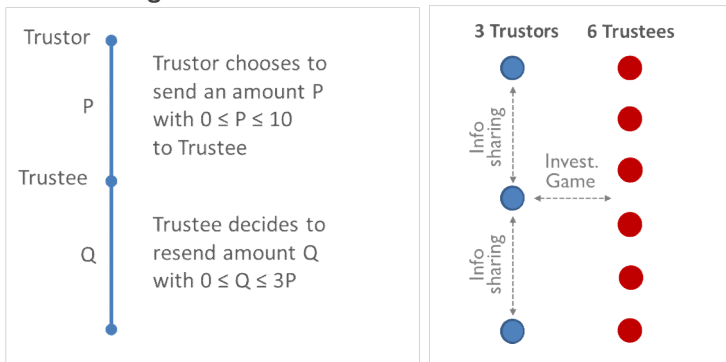 Trustor
P
Trustee
Q
Trustor chooses to
send an amount P
with 0 ≤ P ≤ 10
to Trustee
Trustee decides to
resend amount Q
with 0 ≤ Q ≤ 3P
3 Trustors
6 Trustees
Info
sharing
Invest.
Game
Info
sharing